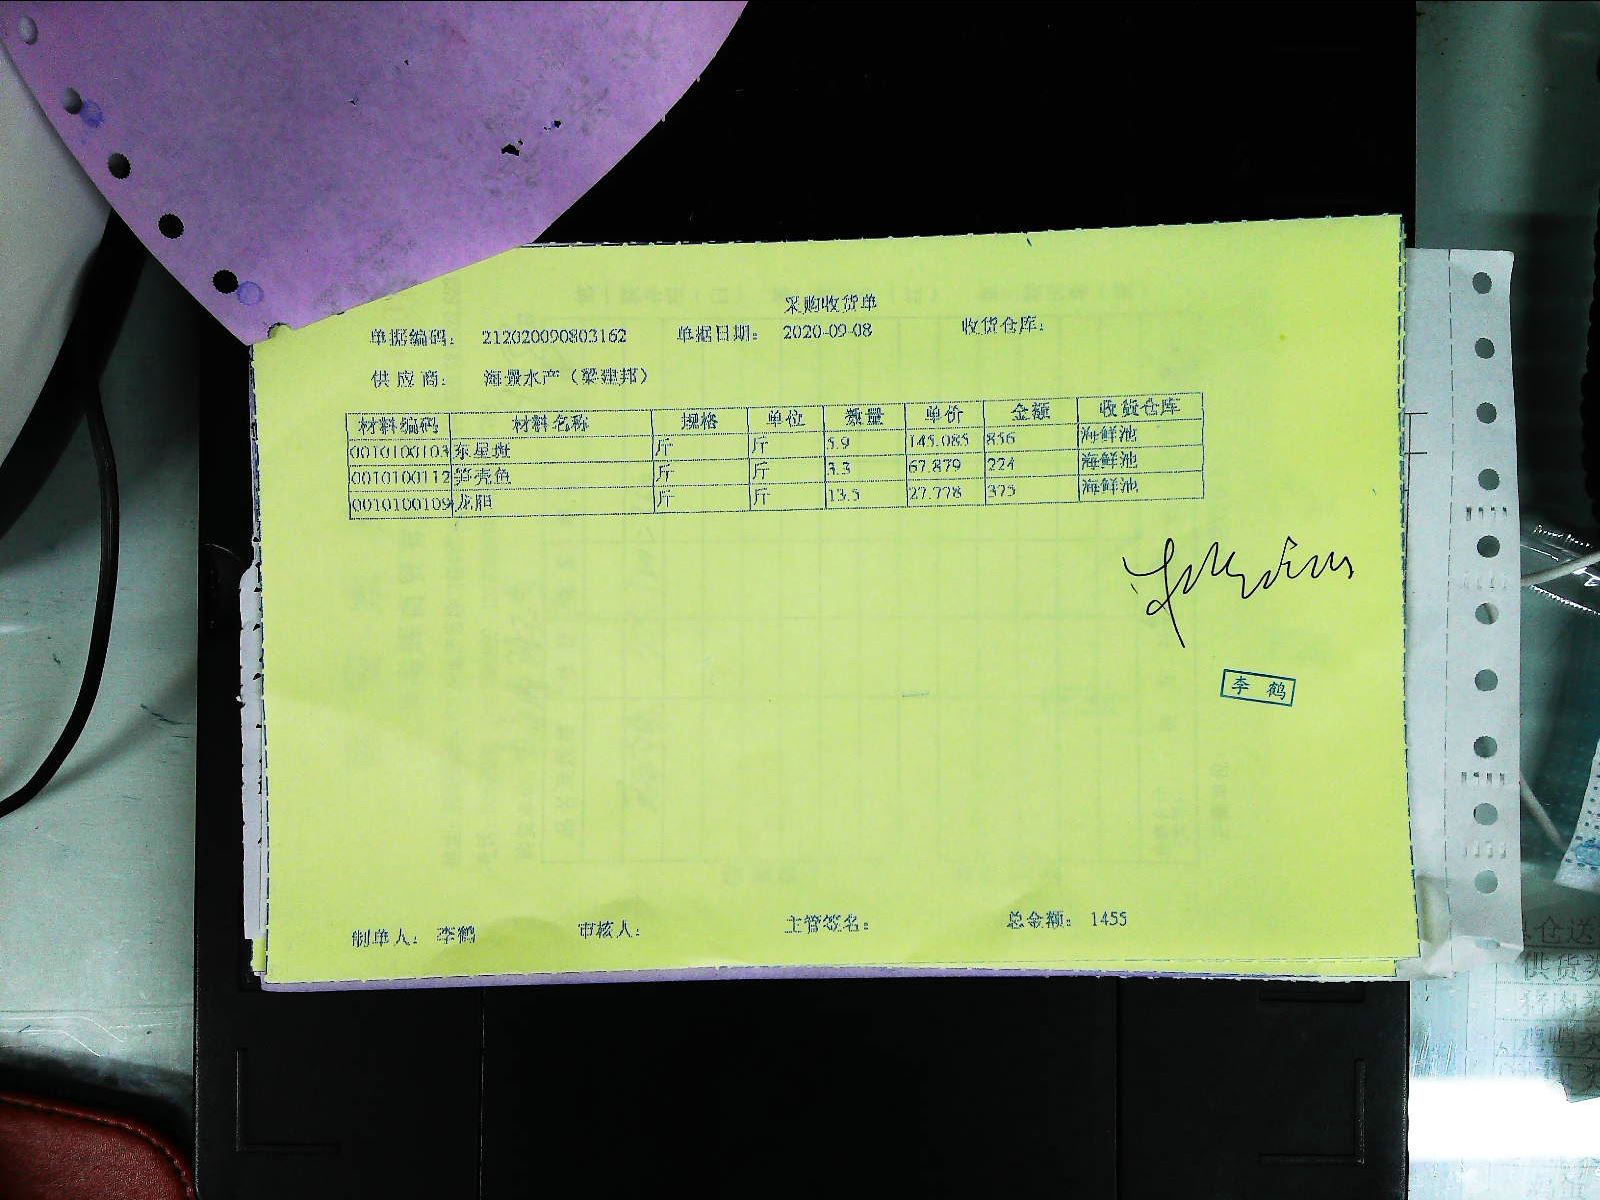 采购收货单
单据编码： 212020090803162 单据日期： 2020-09-08 收货仓库：
供 应 商： 海景水产（梁建邦）
材料编码 材料名称 规格 单位 数量 单价 金额 收货仓库
0010100103 东星斑 斤 斤 5.9 145.085 856 海鲜池
0010100112 笋壳鱼 斤 斤 3.3 67.879 224 海鲜池
0010100109 龙胆 斤 斤 13.5 27.778 375 海鲜池
李 鹤
制单人： 李鹤 审核人： 主管签名： 总金额： 1455
仓送
供货